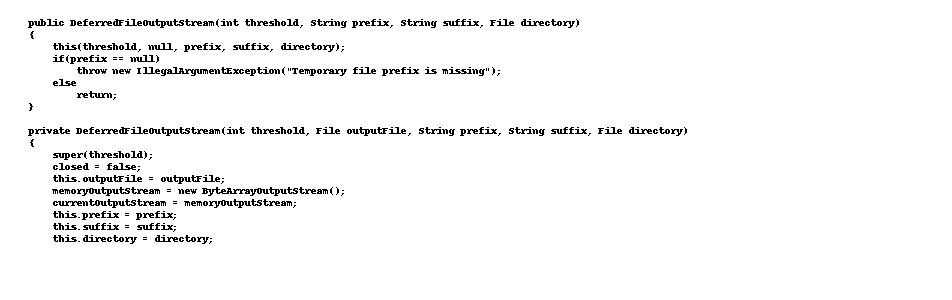 public DeferredFileOutputStream(int threshold, String prefix, String suffix, File directory)
{
    this(threshold, null, prefix, suffix, directory);
    if(prefix == null)
        throw new IllegalArgumentException("Temporary file prefix is missing");
    else
        return;
}

private DeferredFileOutputStream(int threshold, File outputFile, String prefix, String suffix, File directory)
{
    super(threshold);
    closed = false;
    this.outputFile = outputFile;
    memoryOutputStream = new ByteArrayOutputStream();
    currentOutputStream = memoryOutputStream;
    this.prefix = prefix;
    this.suffix = suffix;
    this.directory = directory;